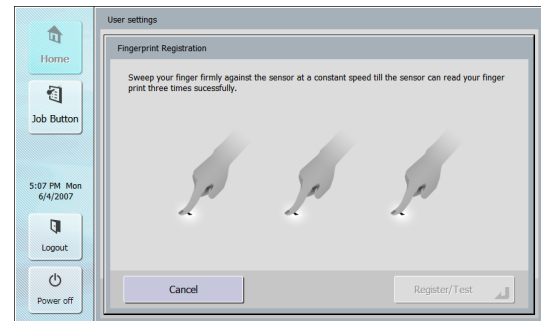 User settings
Home
Job Button
5:07 PM Mon
6/4/2007
Logout
Power off
Fingerprint Registration
Sweep your finger firmly against the sensor at a constant speed till the sensor can read your finger
print three times sucessfully.
Cancel
Register/Test